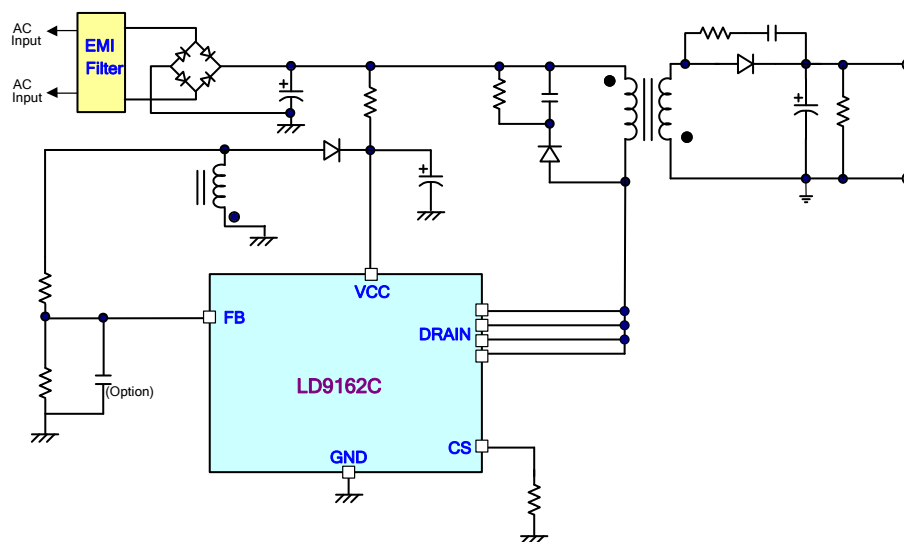 AC
Input
EMI
Filter
AC
Input
+
+
+
VCC
FB
DRAIN
(Option)
LD9162C
CS
GND